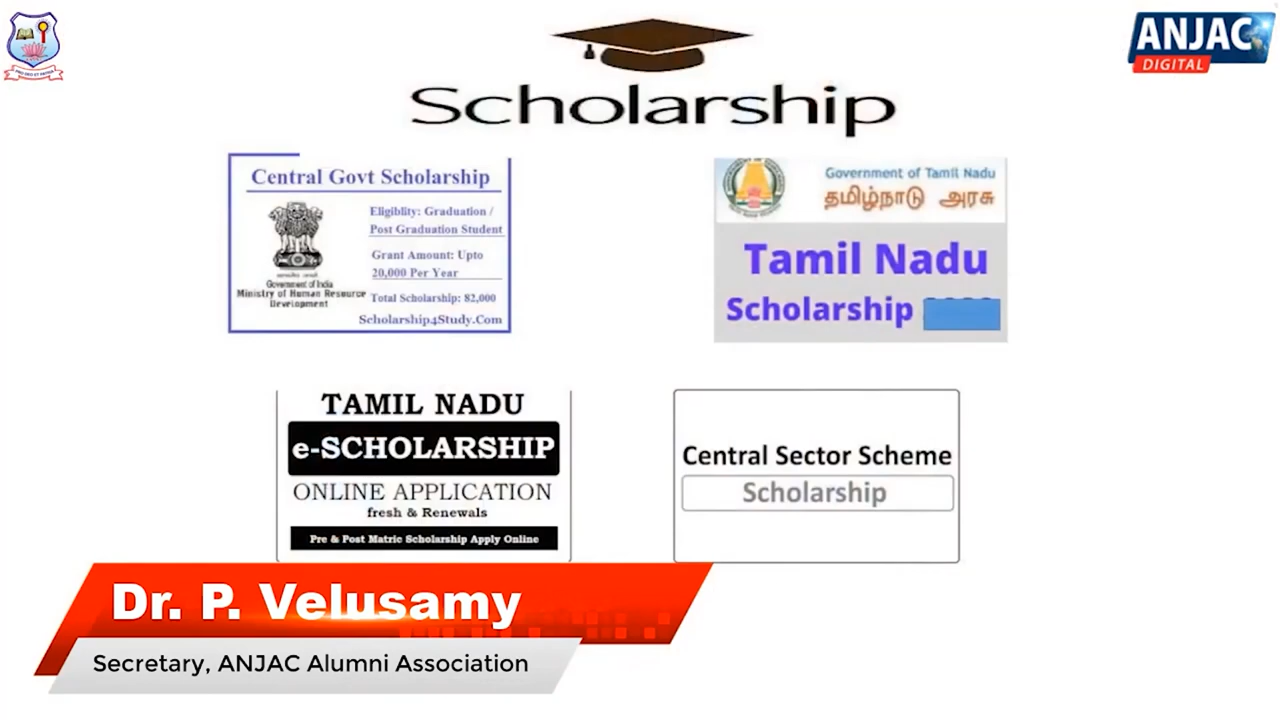 ANJAC
DIGITAL
Scholarship
Central Govt Scholarship
Eligiblity: Graduation /
Post Graduation Student
Grant Amount: Upto
20,000 Per Year
Government of India
Ministry of Human Resource
Development
Total Scholarship: 82,000
Scholarship4Study.Com
Government of Tamil Nadu
தமிழ்நாடு அரசு
Tamil Nadu
Scholarship
TAMIL NADU
e-SCHOLARSHIP
ONLINE APPLICATION
fresh & Renewals
Pre & Post Matric Scholarship Apply Online
Central Sector Scheme
Scholarship
Dr. P. Velusamy
Secretary, ANJAC Alumni Association